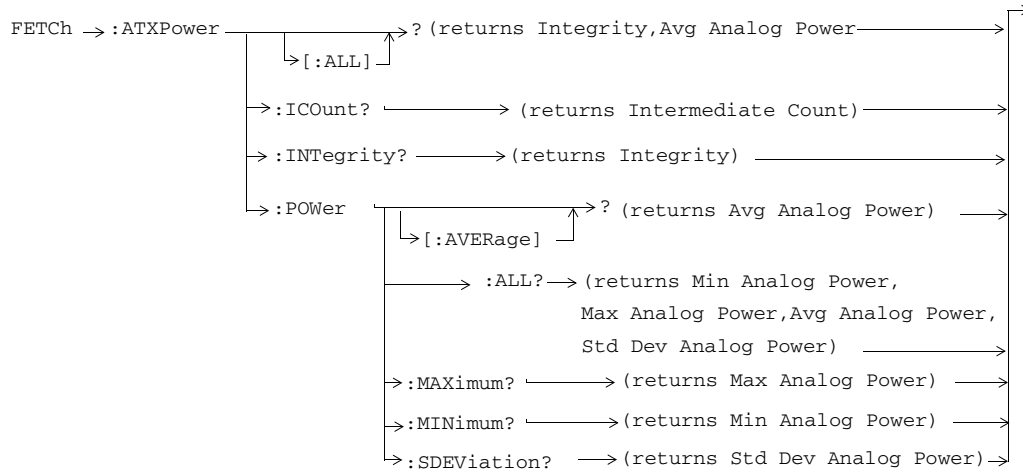 FETCh :ATXPower ? (returns Integrity,Avg Analog Power
[:ALL]
:ICOunt? (returns Intermediate Count)
:INTegrity? (returns Integrity)
:POWer ? (returns Avg Analog Power)
[:AVERage]
:ALL? (returns Min Analog Power,
Max Analog Power,Avg Analog Power,
Std Dev Analog Power)
:MAXimum? (returns Max Analog Power)
:MINimum? (returns Min Analog Power)
:SDEViation? (returns Std Dev Analog Power)